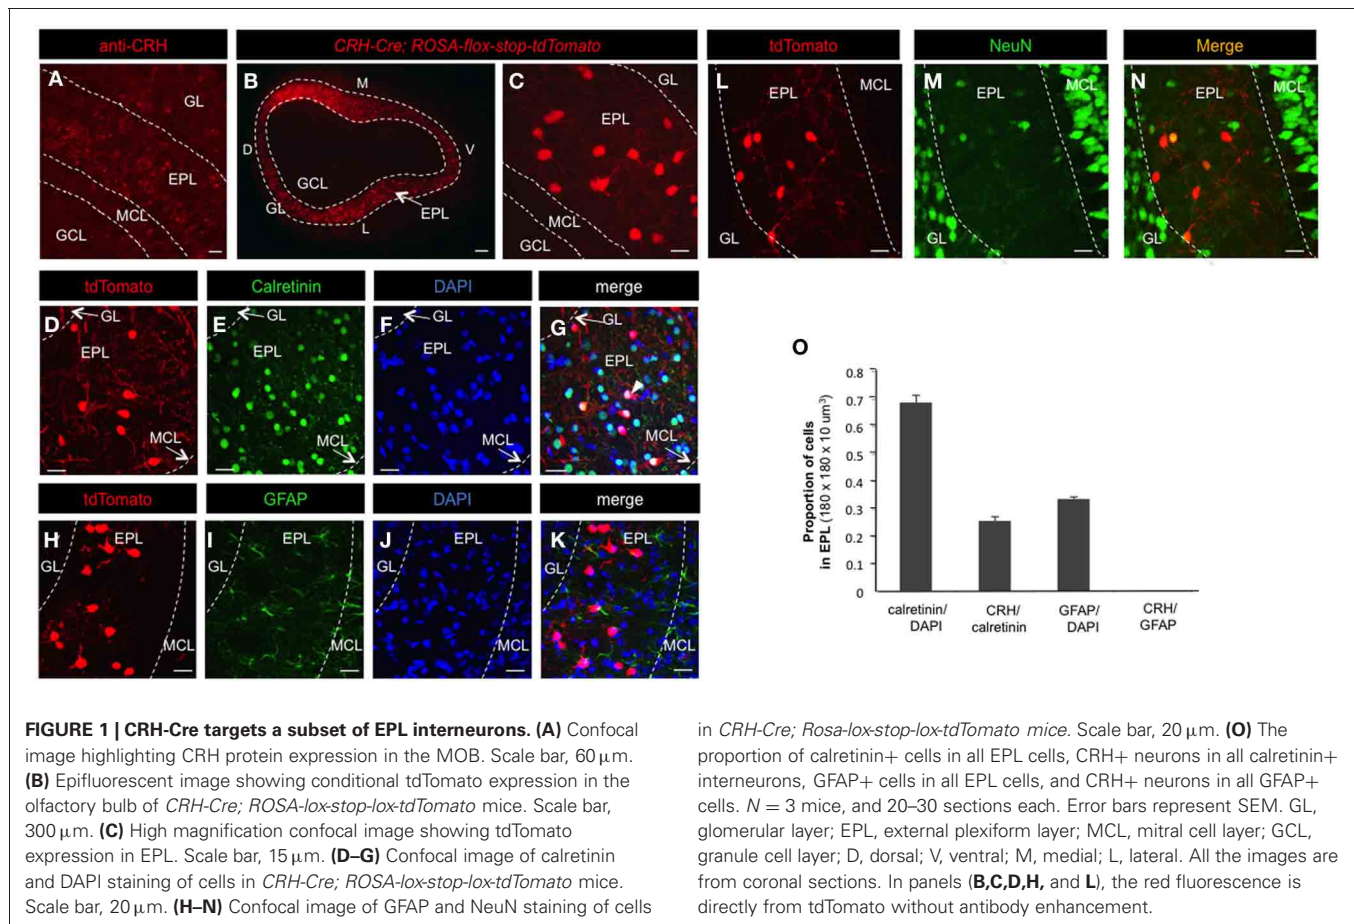 anti-CRH
CRH-Cre; ROSA-flox-stop-tdTomato
tdTomato
NeuN
Merge
A
GL
EPL
MCL
GCL
B
M
D
V
GCL
GL
EPL
L
C
GL
EPL
MCL
GCL
L
EPL
MCL
GL
M
EPL
MCL
GL
N
EPL
MCL
GL
tdTomato
Calretinin
DAPI
merge
D
GL
EPL
MCL
E
GL
EPL
MCL
F
GL
EPL
MCL
G
GL
EPL
MCL
tdTomato
GFAP
DAPI
merge
H
EPL
GL
MCL
I
EPL
GL
MCL
J
EPL
GL
MCL
K
EPL
GL
MCL
O
Proportion of cells
in EPL (180 x 180 x 10 um³)
0.8
0.7
0.6
0.5
0.4
0.3
0.2
0.1
0
calretinin/
DAPI
CRH/
calretinin
GFAP/
DAPI
CRH/
GFAP
FIGURE 1 | CRH-Cre targets a subset of EPL interneurons. (A) Confocal
image highlighting CRH protein expression in the MOB. Scale bar, 60 µm.
(B) Epifluorescent image showing conditional tdTomato expression in the
olfactory bulb of CRH-Cre; ROSA-lox-stop-lox-tdTomato mice. Scale bar,
300 µm. (C) High magnification confocal image showing tdTomato
expression in EPL. Scale bar, 15 µm. (D–G) Confocal image of calretinin
and DAPI staining of cells in CRH-Cre; ROSA-lox-stop-lox-tdTomato mice.
Scale bar, 20 µm. (H–N) Confocal image of GFAP and NeuN staining of cells
in CRH-Cre; Rosa-lox-stop-lox-tdTomato mice. Scale bar, 20 µm. (O) The
proportion of calretinin+ cells in all EPL cells, CRH+ neurons in all calretinin+
interneurons, GFAP+ cells in all EPL cells, and CRH+ neurons in all GFAP+
cells. N = 3 mice, and 20–30 sections each. Error bars represent SEM. GL,
glomerular layer; EPL, external plexiform layer; MCL, mitral cell layer; GCL,
granule cell layer; D, dorsal; V, ventral; M, medial; L, lateral. All the images are
from coronal sections. In panels (B,C,D,H, and L), the red fluorescence is
directly from tdTomato without antibody enhancement.